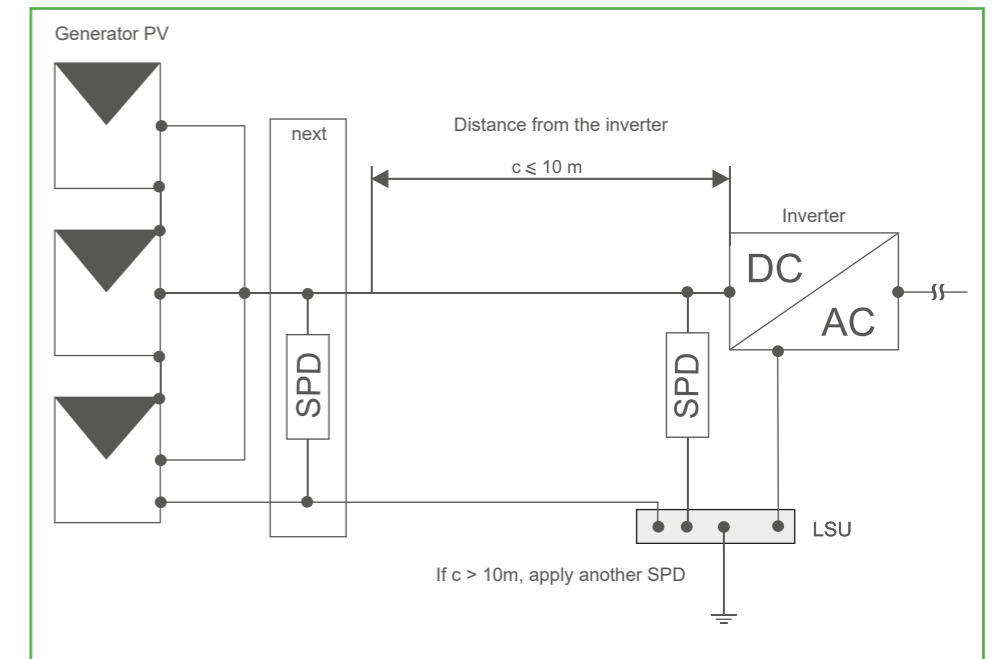 Generator PV
next
Distance from the inverter
c ⩽ 10 m
Inverter
DC
AC
SPD
SPD
LSU
If c > 10m, apply another SPD